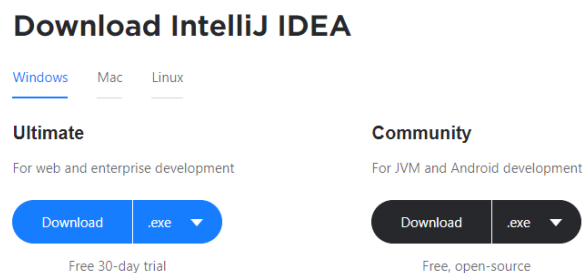 Download IntelliJ IDEA
Windows Mac Linux
Ultimate
For web and enterprise development
Download .exe
Free 30-day trial
Community
For JVM and Android development
Download .exe
Free, open-source